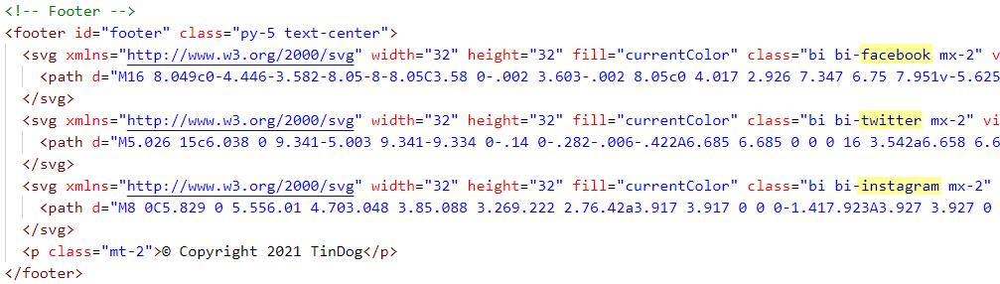 <!-- Footer -->
<footer id="footer" class="py-5 text-center">
<svg xmlns="http://www.w3.org/2000/svg" width="32" height="32" fill="currentColor" class="bi bi-facebook mx-2" v
<path d="M16 8.049c0-4.446-3.582-8.05-8-8.05C3.58 0-.002 3.603-.002 8.05c0 4.017 2.926 7.347 6.75 7.951v-5.625
</svg>
<svg xmlns="http://www.w3.org/2000/svg" width="32" height="32" fill="currentColor" class="bi bi-twitter mx-2" vi
<path d="M5.026 15c6.038 0 9.341-5.003 9.341-9.334 0-.14 0-.282-.006-.422A6.685 6.685 0 0 0 16 3.542a6.658 6.6
</svg>
<svg xmlns="http://www.w3.org/2000/svg" width="32" height="32" fill="currentColor" class="bi bi-instagram mx-2"
<path d="M8 0C5.829 0 5.556.01 4.703.048 3.85.088 3.269.222 2.76.42a3.917 3.917 0 0 0-1.417.923A3.927 3.927 0
</svg>
<p class="mt-2">© Copyright 2021 TinDog</p>
</footer>